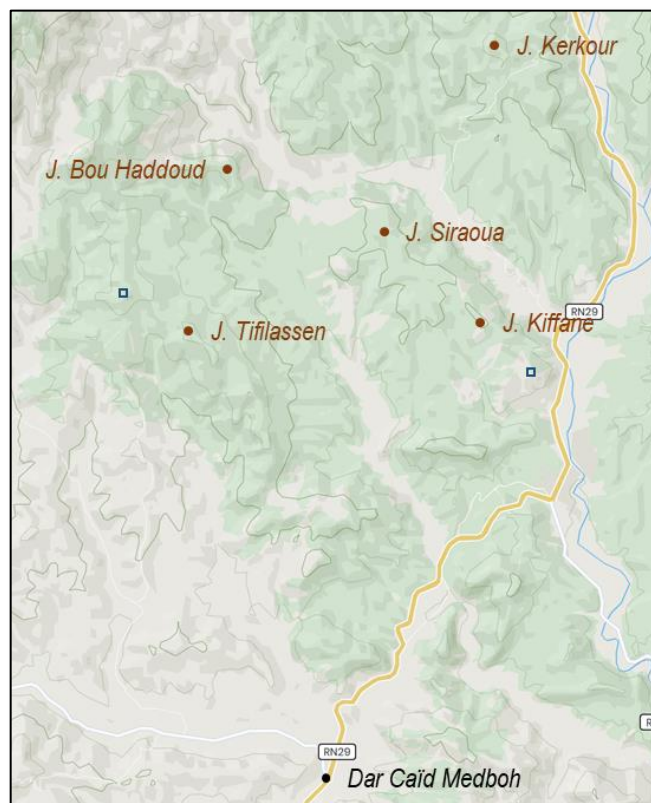 J. Kerkour
J. Bou Haddoud
J. Siraoua
RN29
J. Kiffane
J. Tifilassen
RN29
Dar Caïd Medboh